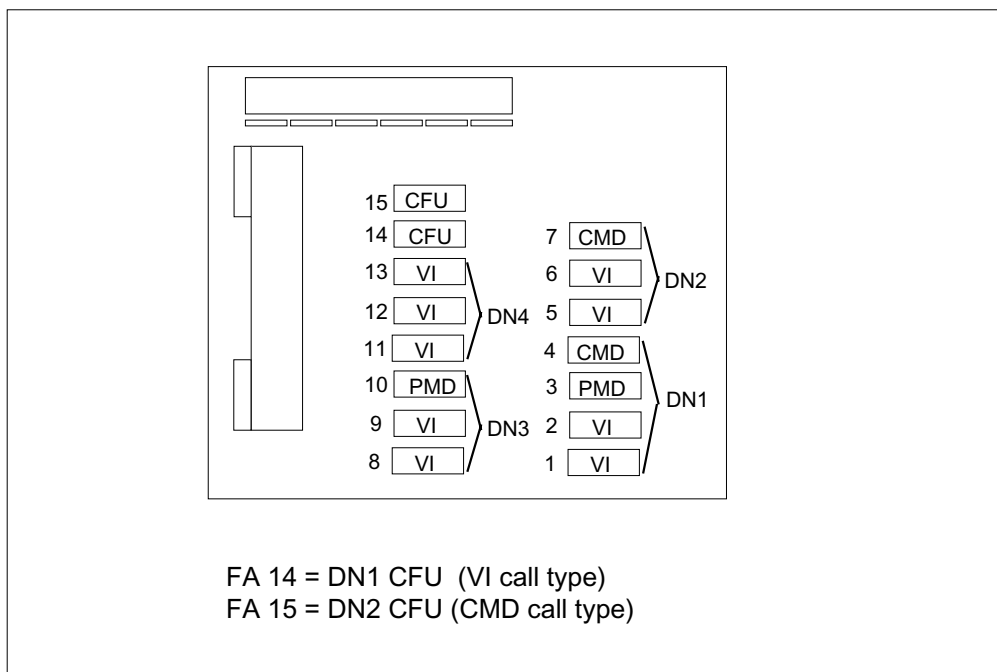 15 CFU
14 CFU
13 VI
12 VI
11 VI
DN4
10 PMD
9 VI
8 VI
DN3
7 CMD
6 VI
5 VI
DN2
4 CMD
3 PMD
2 VI
1 VI
DN1
FA 14 = DN1 CFU (VI call type)
FA 15 = DN2 CFU (CMD call type)